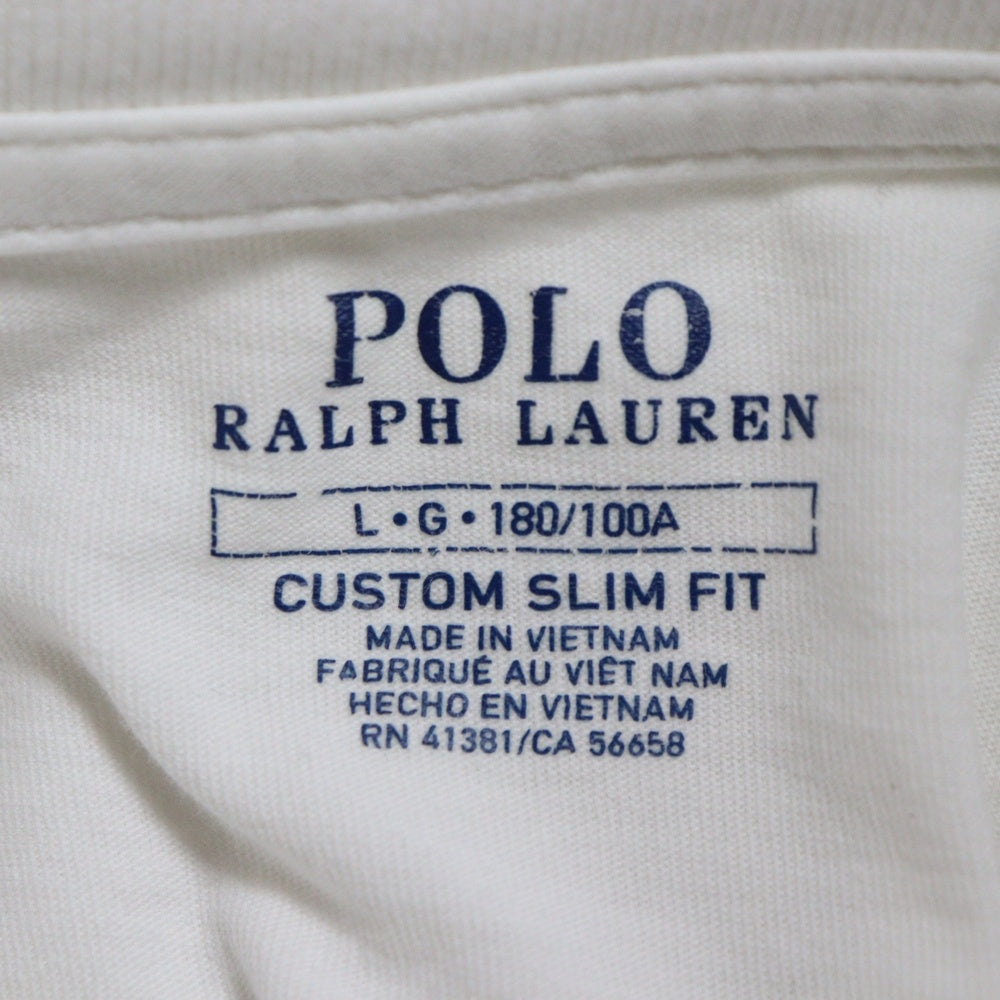 POLO
RALPH LAUREN
L • G • 180/100A
CUSTOM SLIM FIT
MADE IN VIETNAM
FABRIQUÉ AU VIÊT NAM
HECHO EN VIETNAM
RN 41381/CA 56658